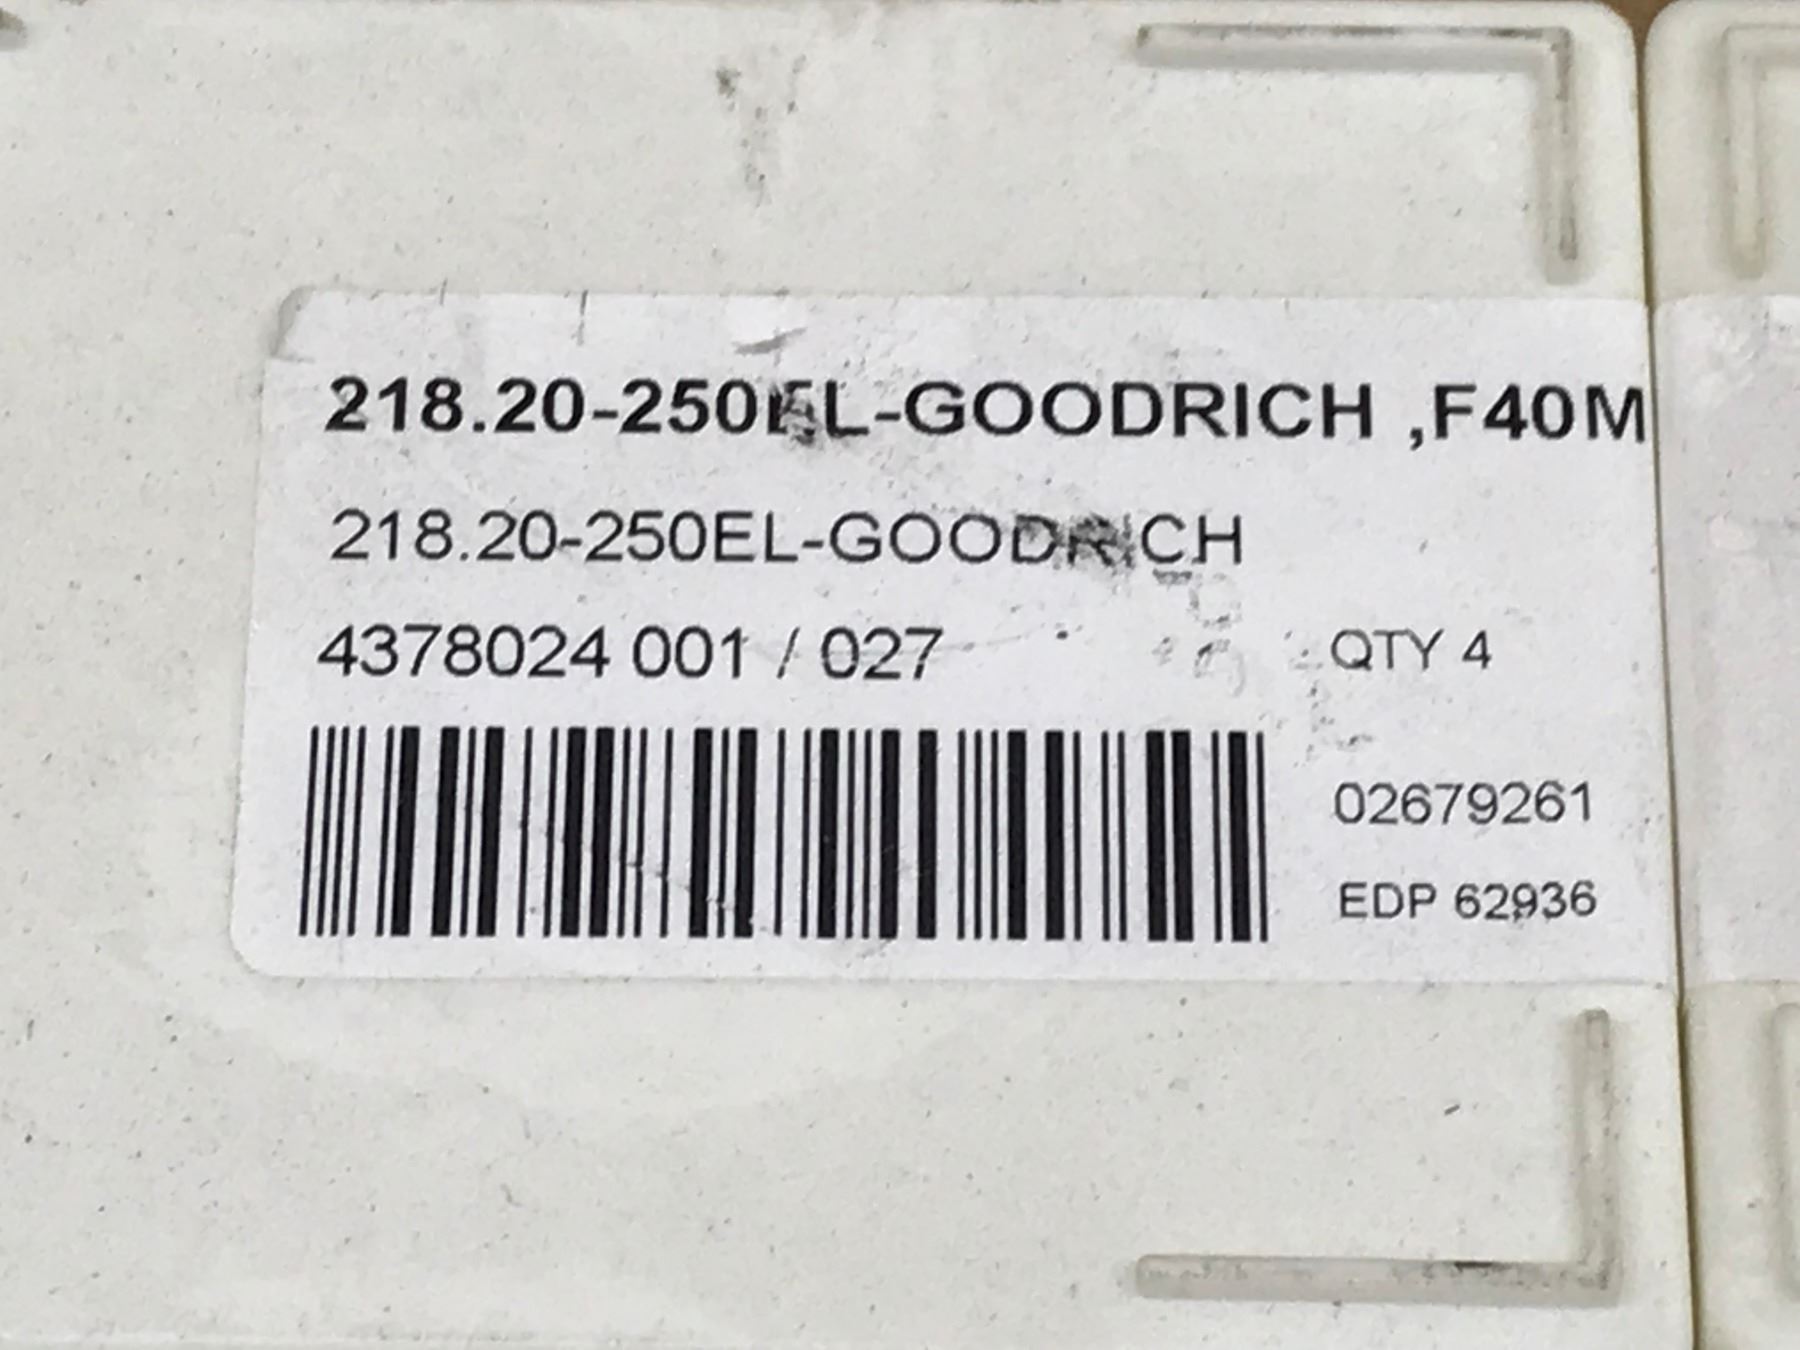 218.20-250EL-GOODRICH ,F40M
218.20-250EL-GOODRICH
4378024 001 / 027
QTY 4
02679261
EDP 62936